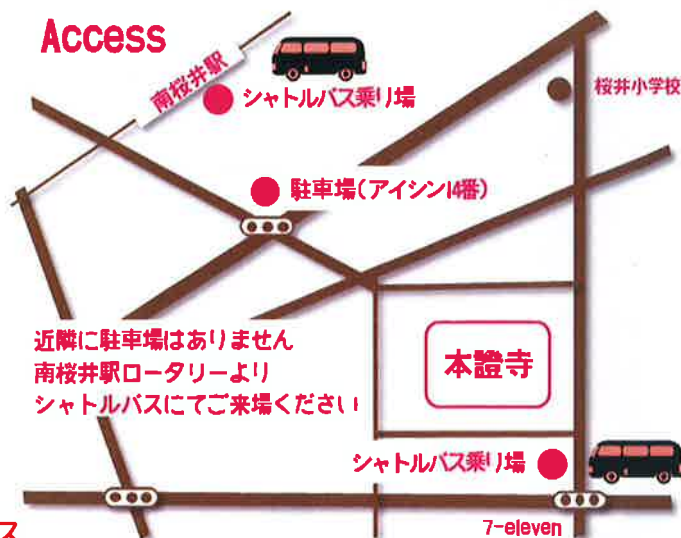 Access
南桜井駅
シャトルバス乗り場
桜井小学校
駐車場(アイシン14番)
近隣に駐車場はありません
南桜井駅ロータリーより
シャトルバスにてご来場ください
本證寺
シャトルバス乗り場
7-eleven
ス